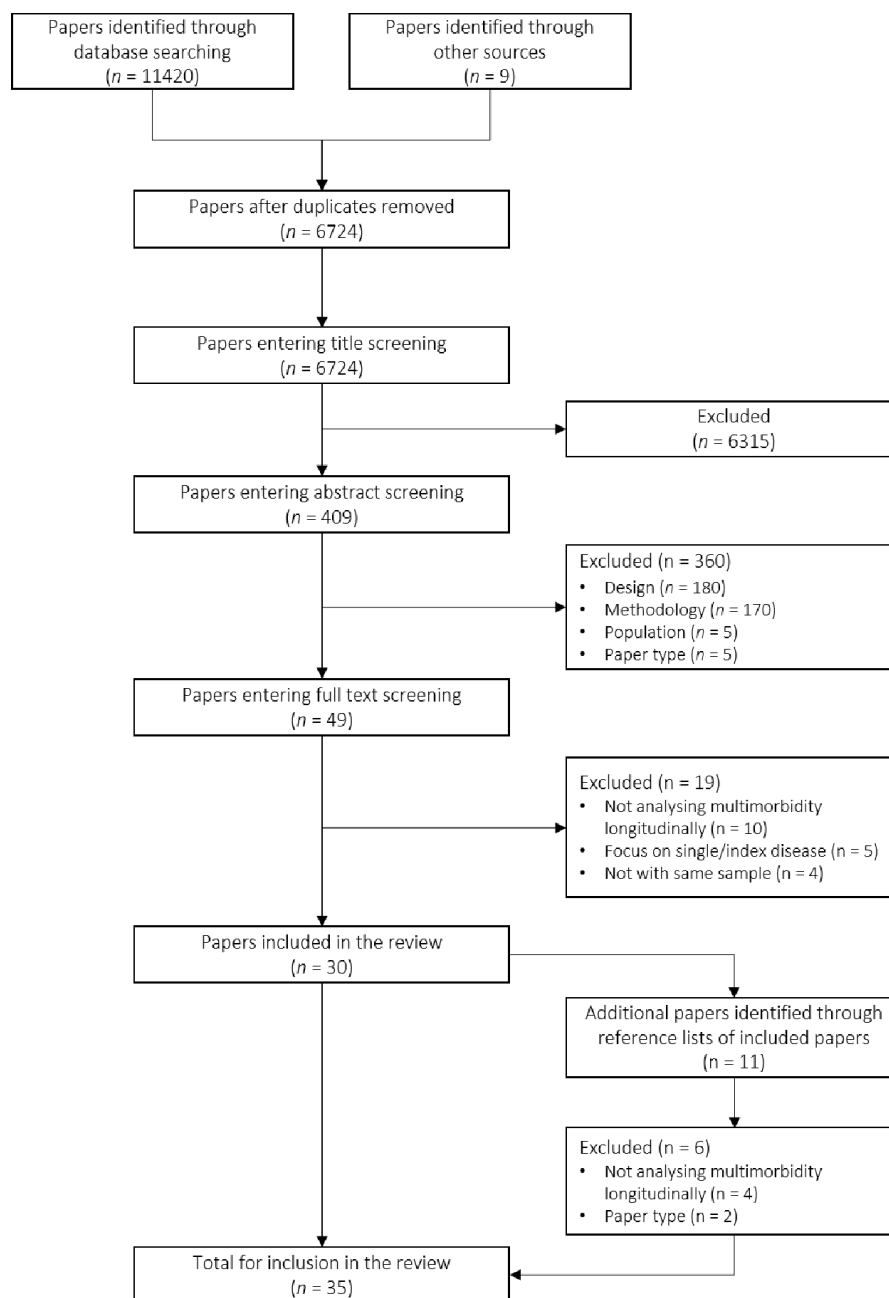 Papers identified through
database searching
(n = 11420)
Papers identified through
other sources
(n = 9)
Papers after duplicates removed
(n = 6724)
Papers entering title screening
(n = 6724)
Excluded
(n = 6315)
Papers entering abstract screening
(n = 409)
Excluded (n = 360)
• Design (n = 180)
• Methodology (n = 170)
• Population (n = 5)
• Paper type (n = 5)
Papers entering full text screening
(n = 49)
Excluded (n = 19)
• Not analysing multimorbidity
longitudinally (n = 10)
• Focus on single/index disease (n = 5)
• Not with same sample (n = 4)
Papers included in the review
(n = 30)
Additional papers identified through
reference lists of included papers
(n = 11)
Excluded (n = 6)
• Not analysing multimorbidity
longitudinally (n = 4)
• Paper type (n = 2)
Total for inclusion in the review
(n = 35)